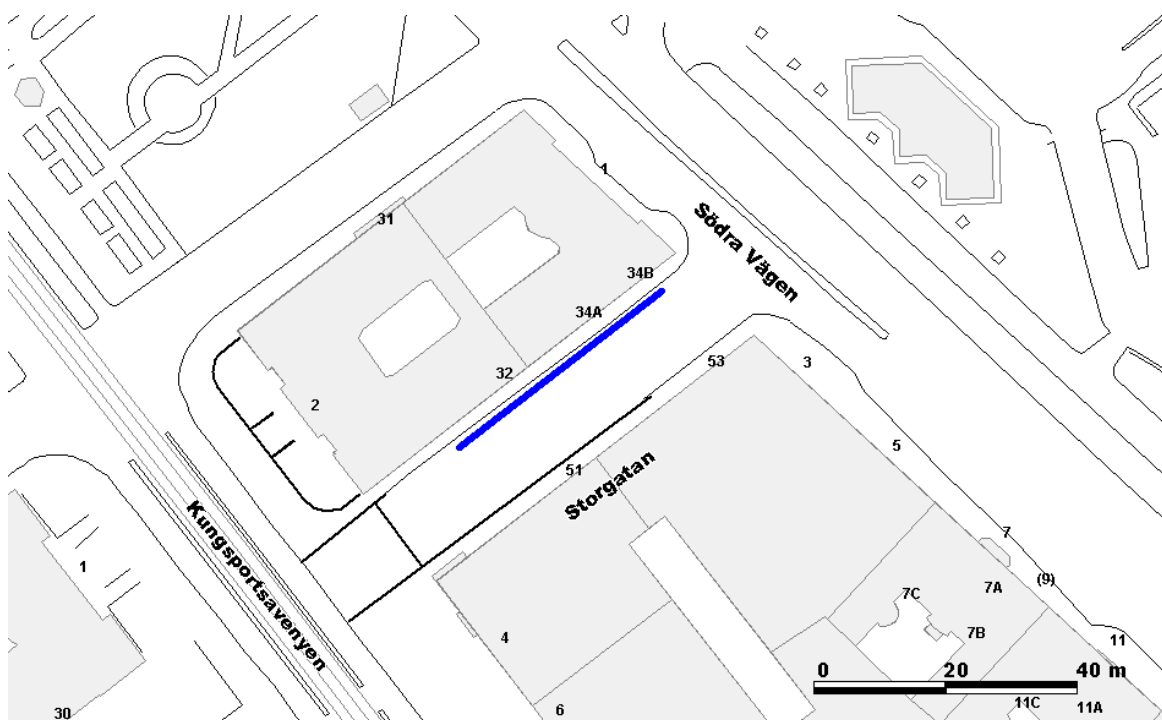 1
31
Södra Vägen
34B
34A
53
3
32
2
5
51
Storgatan
Kungsportsavenyen
7
1
(9)
7A
7C
7B
4
11
0 20 40 m
6
11C
11A
30